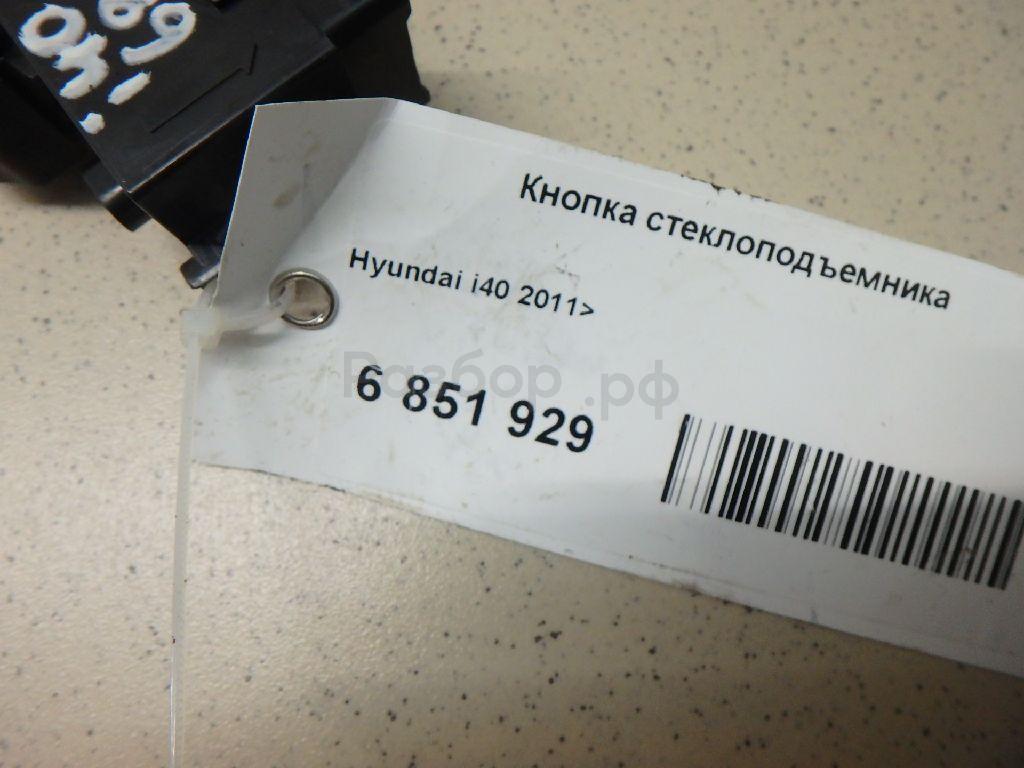 Кнопка стеклоподъемника
Hyundai i40 2011>
6 851 929
Разбор.рф